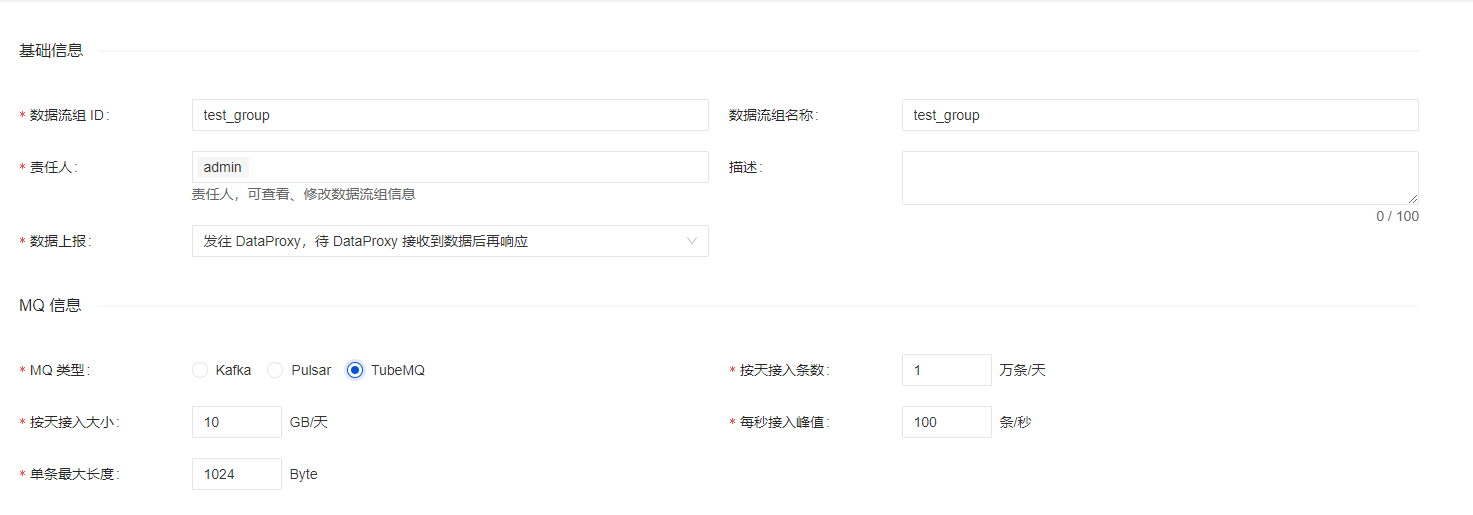 基础信息
* 数据流组 ID: test_group 数据流组名称: test_group
* 责任人: admin 描述:
责任人，可查看、修改数据流组信息
0 / 100
* 数据上报: 发往 DataProxy，待 DataProxy 接收到数据后再响应
MQ 信息
* MQ 类型: Kafka Pulsar TubeMQ * 按天接入条数: 1 万条/天
* 按天接入大小: 10 GB/天 * 每秒接入峰值: 100 条/秒
* 单条最大长度: 1024 Byte